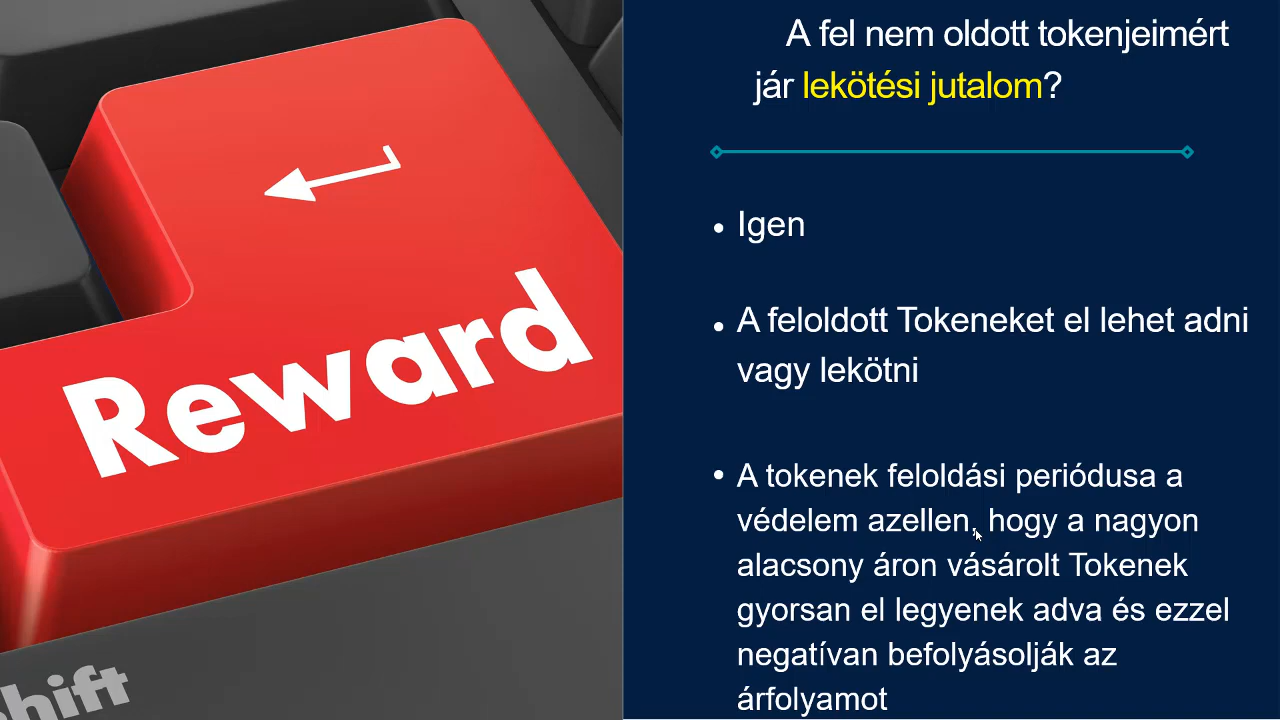 A fel nem oldott tokenjeimért
jár lekötési jutalom?
Igen
A feloldott Tokeneket el lehet adni
vagy lekötni
A tokenek feloldási periódusa a
védelem azellen, hogy a nagyon
alacsony áron vásárolt Tokenek
gyorsan el legyenek adva és ezzel
negatívan befolyásolják az
árfolyamot
Reward
hift